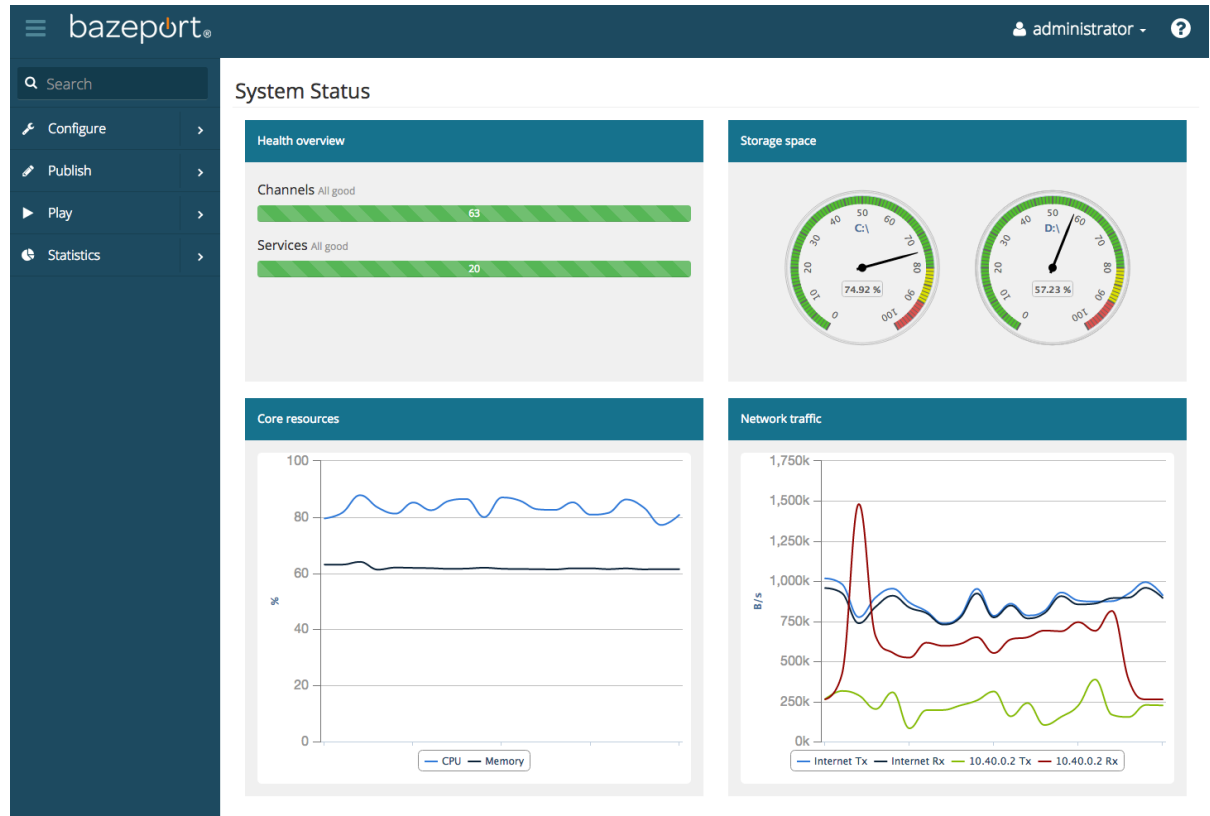 bazeport®
administrator
?
Search
Configure
Publish
Play
Statistics
System Status
Health overview
Channels All good
63
Services All good
20
Storage space
0 10 20 30 40 50 60 70 80 90 100
C:\
74.92 %
0 10 20 30 40 50 60 70 80 90 100
D:\
57.23 %
Core resources
100
80
60
40
20
0
%
CPU Memory
Network traffic
1,750k
1,500k
1,250k
1,000k
750k
500k
250k
0k
B/s
Internet Tx Internet Rx 10.40.0.2 Tx 10.40.0.2 Rx